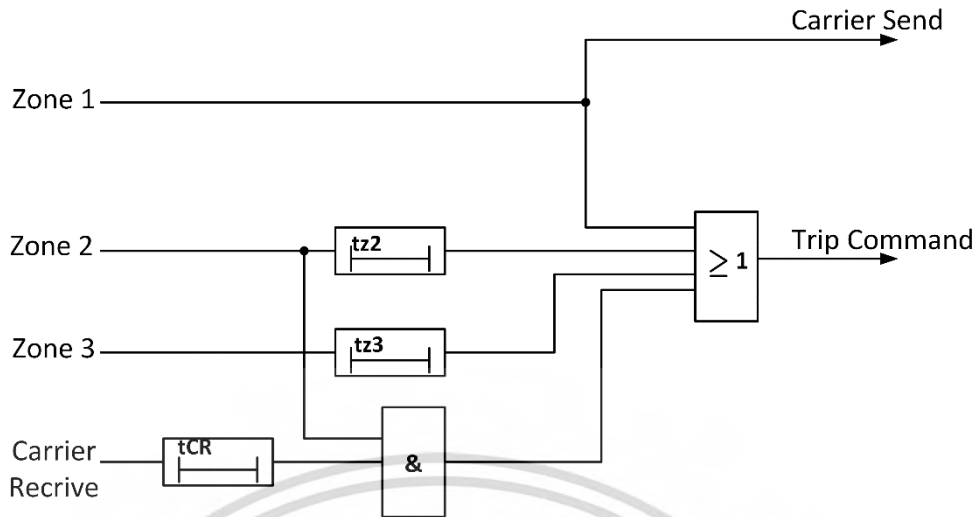 Carrier Send
Zone 1
Zone 2
tz2
≥ 1
Trip Command
Zone 3
tz3
Carrier
Recrive
tCR
&